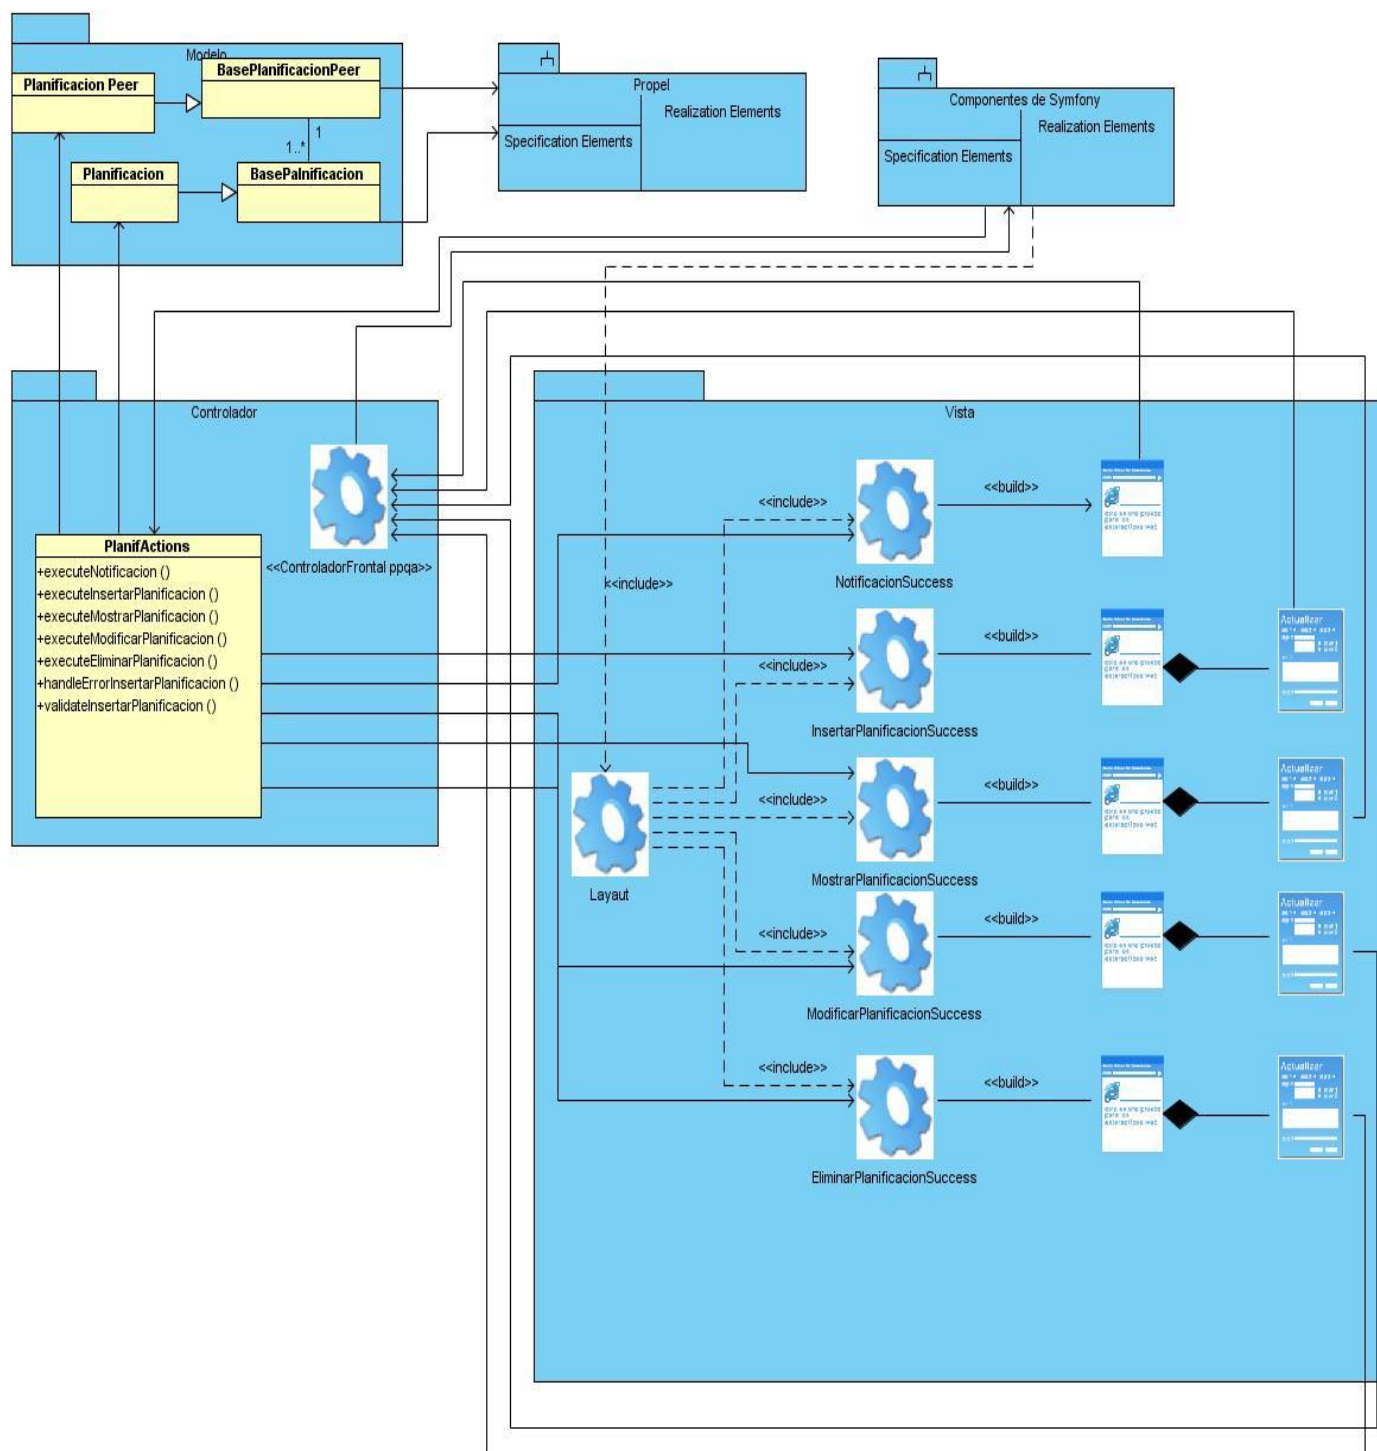 Modelo
Planificacion Peer
BasePlanificacionPeer
1
1..*
Planificacion
BasePalnificacion
Propel
Realization Elements
Specification Elements
Componentes de Symfony
Realization Elements
Specification Elements
Controlador
<<ControladorFrontal ppqa>>
PlanifActions
+executeNotificacion ()
+executeInsertarPlanificacion ()
+executeMostrarPlanificacion ()
+executeModificarPlanificacion ()
+executeEliminarPlanificacion ()
+handleErrorInsertarPlanificacion ()
+validateInsertarPlanificacion ()
Vista
<<include>>
<<build>>
NotificacionSuccess
<<include>>
<<include>>
<<build>>
Actualizar
InsertarPlanificacionSuccess
<<include>>
<<build>>
Actualizar
MostrarPlanificacionSuccess
Layaut
<<include>>
<<build>>
Actualizar
ModificarPlanificacionSuccess
<<include>>
<<build>>
Actualizar
EliminarPlanificacionSuccess